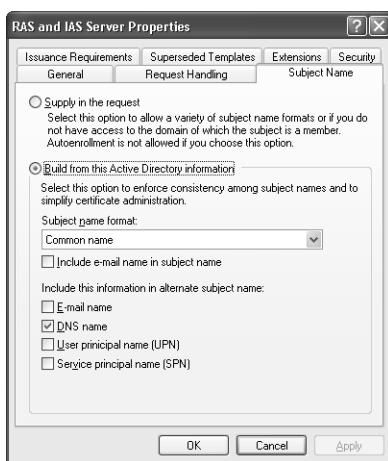 RAS and IAS Server Properties
Issuance Requirements Superseded Templates Extensions Security
General Request Handling Subject Name
Supply in the request
Select this option to allow a variety of subject name formats or if you do
not have access to the domain of which the subject is a member.
Autoenrollment is not allowed if you choose this option.
Build from this Active Directory information
Select this option to enforce consistency among subject names and to
simplify certificate administration.
Subject name format:
Common name
Include e-mail name in subject name
Include this information in alternate subject name:
E-mail name
DNS name
User prinicipal name (UPN)
Service principal name (SPN)
OK Cancel Apply